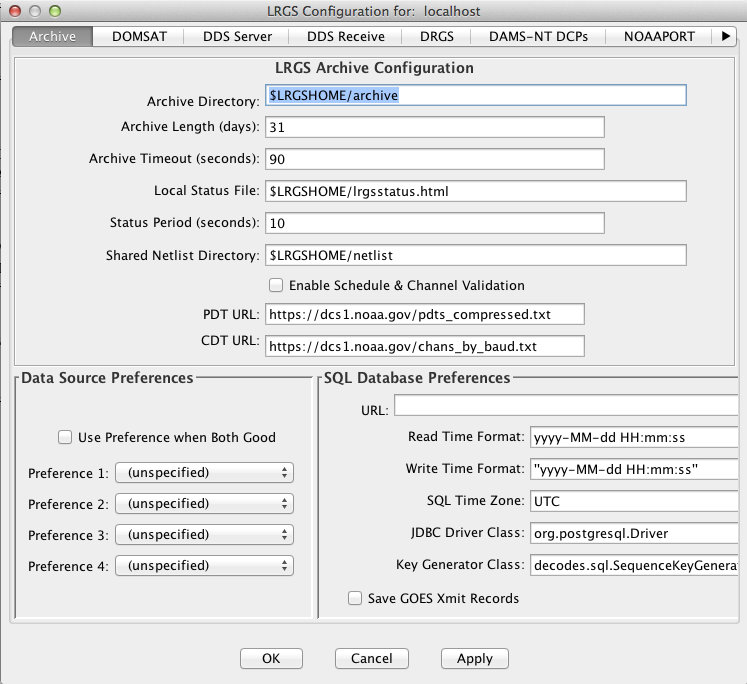 LRGS Configuration for: localhost
Archive DOMSAT DDS Server DDS Receive DRGS DAMS-NT DCPs NOAAPORT
LRGS Archive Configuration
Archive Directory: $LRGSHOME/archive
Archive Length (days): 31
Archive Timeout (seconds): 90
Local Status File: $LRGSHOME/lrgsstatus.html
Status Period (seconds): 10
Shared Netlist Directory: $LRGSHOME/netlist
Enable Schedule & Channel Validation
PDT URL: https://dcs1.noaa.gov/pdts_compressed.txt
CDT URL: https://dcs1.noaa.gov/chans_by_baud.txt
Data Source Preferences
Use Preference when Both Good
Preference 1: (unspecified)
Preference 2: (unspecified)
Preference 3: (unspecified)
Preference 4: (unspecified)
SQL Database Preferences
URL:
Read Time Format: yyyy-MM-dd HH:mm:ss
Write Time Format: "yyyy-MM-dd HH:mm:ss"
SQL Time Zone: UTC
JDBC Driver Class: org.postgresql.Driver
Key Generator Class: decodes.sql.SequenceKeyGenera
Save GOES Xmit Records
OK Cancel Apply